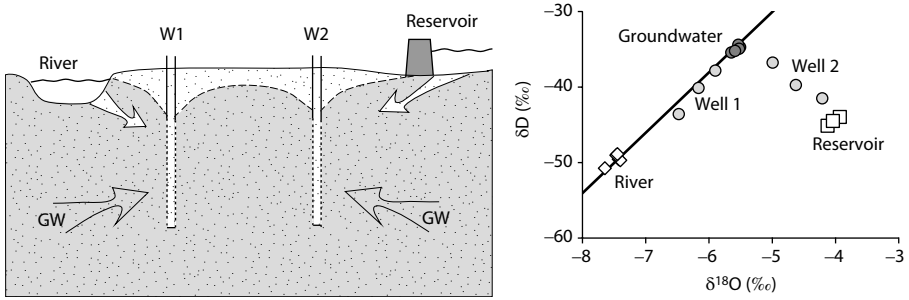 Reservoir
W1 W2
River
GW
GW
δD (‰)
–30
–40
–50
–60
Groundwater
Well 2
Well 1
Reservoir
River
–8 –7 –6 –5 –4 –3
δ¹⁸O (‰)